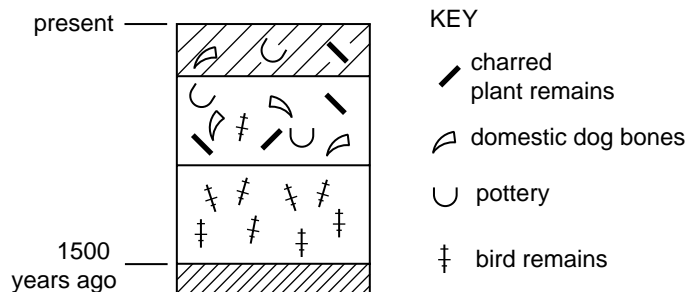 present
1500
years ago
KEY
charred
plant remains
domestic dog bones
pottery
bird remains